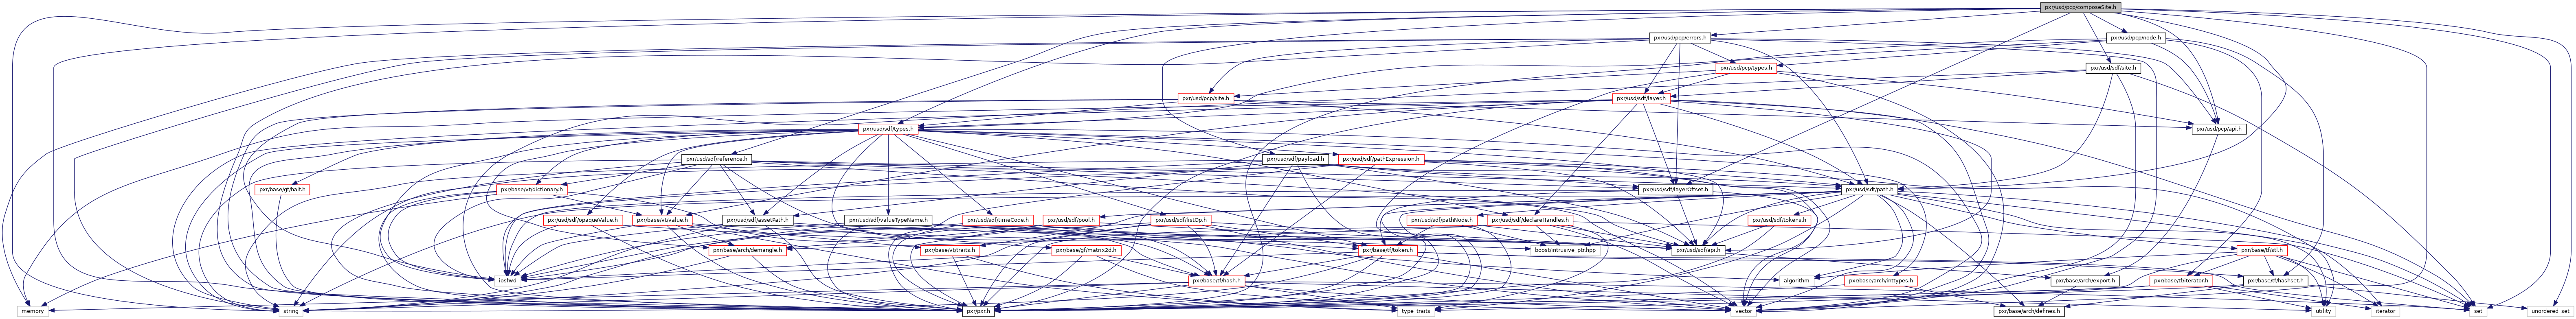 pxr/usd/pcp/composeSite.h
pxr/usd/pcp/errors.h
pxr/usd/pcp/node.h
pxr/usd/pcp/types.h
pxr/usd/sdf/site.h
pxr/usd/pcp/site.h
pxr/usd/sdf/layer.h
pxr/usd/sdf/types.h
pxr/usd/pcp/api.h
pxr/usd/sdf/reference.h
pxr/usd/sdf/payload.h
pxr/usd/sdf/pathExpression.h
pxr/base/gf/half.h
pxr/base/vt/dictionary.h
pxr/usd/sdf/layerOffset.h
pxr/usd/sdf/path.h
pxr/usd/sdf/opaqueValue.h
pxr/base/vt/value.h
pxr/usd/sdf/assetPath.h
pxr/usd/sdf/valueTypeName.h
pxr/usd/sdf/timeCode.h
pxr/usd/sdf/pool.h
pxr/usd/sdf/listOp.h
pxr/usd/sdf/pathNode.h
pxr/usd/sdf/declareHandles.h
pxr/usd/sdf/tokens.h
pxr/base/arch/demangle.h
pxr/base/vt/traits.h
pxr/base/gf/matrix2d.h
pxr/base/tf/token.h
boost/intrusive_ptr.hpp
pxr/usd/sdf/api.h
pxr/base/tf/stl.h
iosfwd
pxr/base/tf/hash.h
algorithm
pxr/base/arch/inttypes.h
pxr/base/arch/export.h
pxr/base/tf/iterator.h
pxr/base/tf/hashset.h
memory
string
pxr/pxr.h
type_traits
vector
pxr/base/arch/defines.h
utility
iterator
set
unordered_set